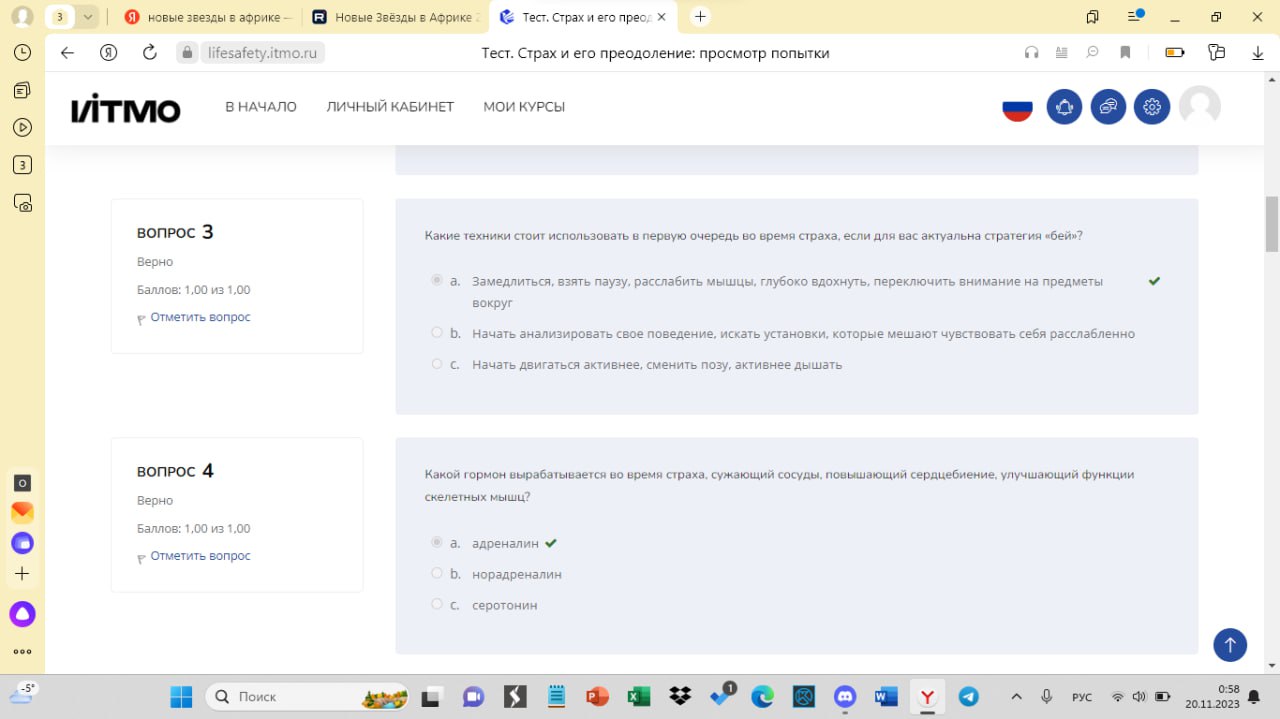 3
новые звезды в африке —
Новые Звёзды в Африке 2
Тест. Страх и его преод
lifesafety.itmo.ru
Тест. Страх и его преодоление: просмотр попытки
ИТМО
В НАЧАЛО
ЛИЧНЫЙ КАБИНЕТ
МОИ КУРСЫ
3
ВОПРОС 3
Верно
Баллов: 1,00 из 1,00
Отметить вопрос
Какие техники стоит использовать в первую очередь во время страха, если для вас актуальна стратегия «бей»?
a. Замедлиться, взять паузу, расслабить мышцы, глубоко вдохнуть, переключить внимание на предметы
вокруг
b. Начать анализировать свое поведение, искать установки, которые мешают чувствовать себя расслабленно
c. Начать двигаться активнее, сменить позу, активнее дышать
ВОПРОС 4
Верно
Баллов: 1,00 из 1,00
Отметить вопрос
Какой гормон вырабатывается во время страха, сужающий сосуды, повышающий сердцебиение, улучшающий функции
скелетных мышц?
a. адреналин
b. норадреналин
c. серотонин
-5°
Поиск
1
РУС
0:58
20.11.2023